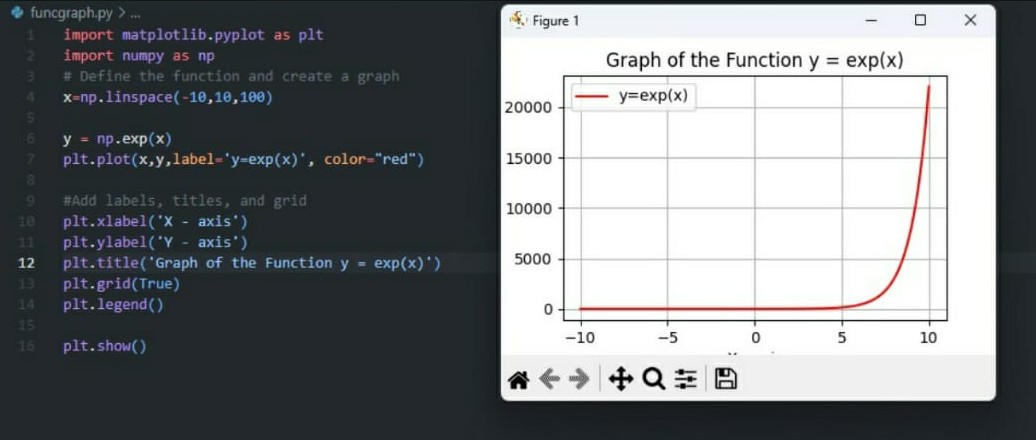 funcgraph.py > ...
1 import matplotlib.pyplot as plt
2 import numpy as np
3 # Define the function and create a graph
4 x=np.linspace(-10,10,100)
5
6 y = np.exp(x)
7 plt.plot(x,y,label='y=exp(x)', color="red")
8
9 #Add labels, titles, and grid
10 plt.xlabel('X - axis')
11 plt.ylabel('Y - axis')
12 plt.title('Graph of the Function y = exp(x)')
13 plt.grid(True)
14 plt.legend()
15
16 plt.show()
Figure 1
Graph of the Function y = exp(x)
y=exp(x)
20000
15000
10000
5000
0
−10 −5 0 5 10